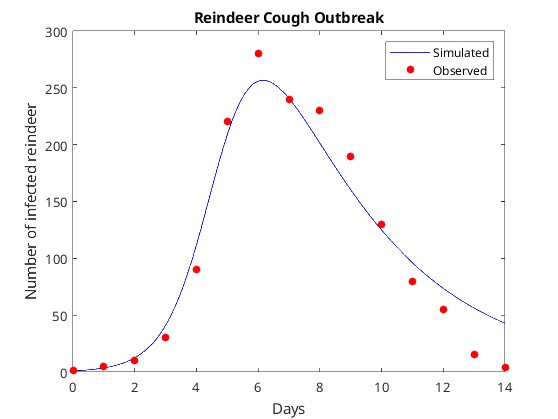 Reindeer Cough Outbreak
300
250
200
150
100
50
0
Number of infected reindeer
Simulated
Observed
0 2 4 6 8 10 12 14
Days